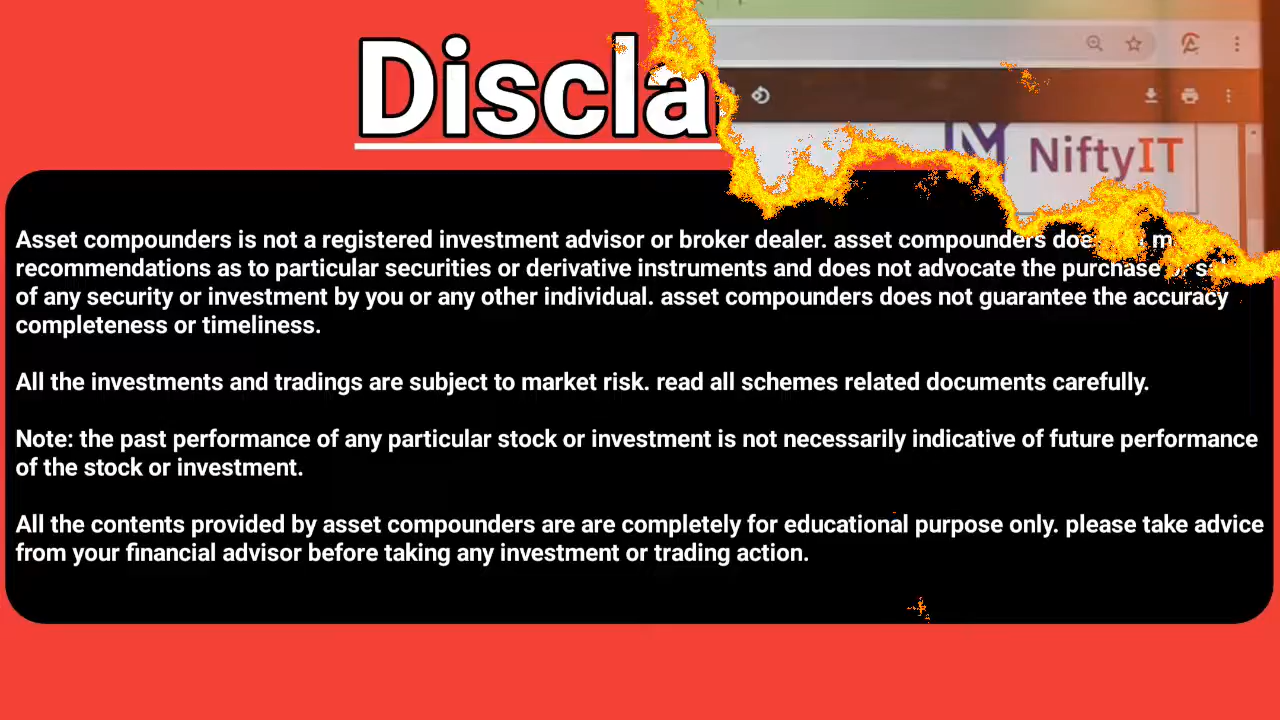 Discla
NiftyIT
Asset compounders is not a registered investment advisor or broker dealer. asset compounders
recommendations as to particular securities or derivative instruments and does not advocate the purchase
of any security or investment by you or any other individual. asset compounders does not guarantee the accuracy
completeness or timeliness.
All the investments and tradings are subject to market risk. read all schemes related documents carefully.
Note: the past performance of any particular stock or investment is not necessarily indicative of future performance
of the stock or investment.
All the contents provided by asset compounders are are completely for educational purpose only. please take advice
from your financial advisor before taking any investment or trading action.